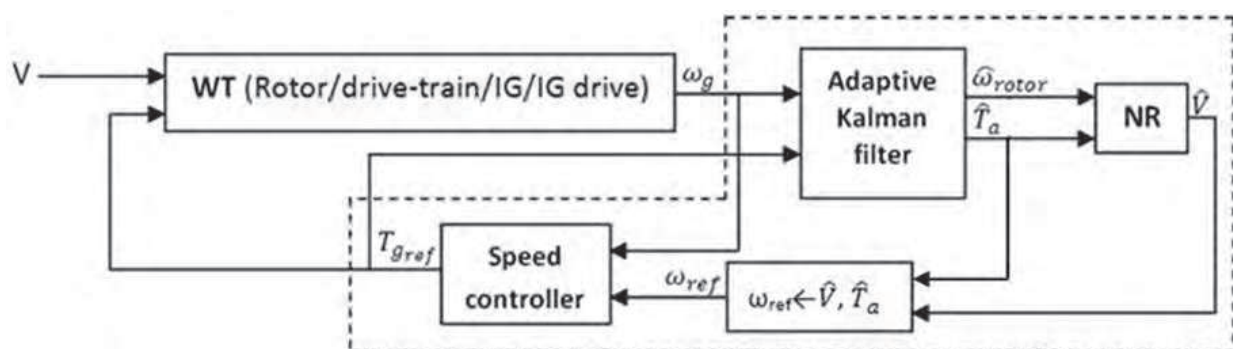 V
WT (Rotor/drive-train/IG/IG drive)
ω_g
Adaptive
Kalman
filter
ω̂_rotor
T̂_a
NR
V̂
T_gref
Speed
controller
ω_ref
ω_ref←V̂, T̂_a